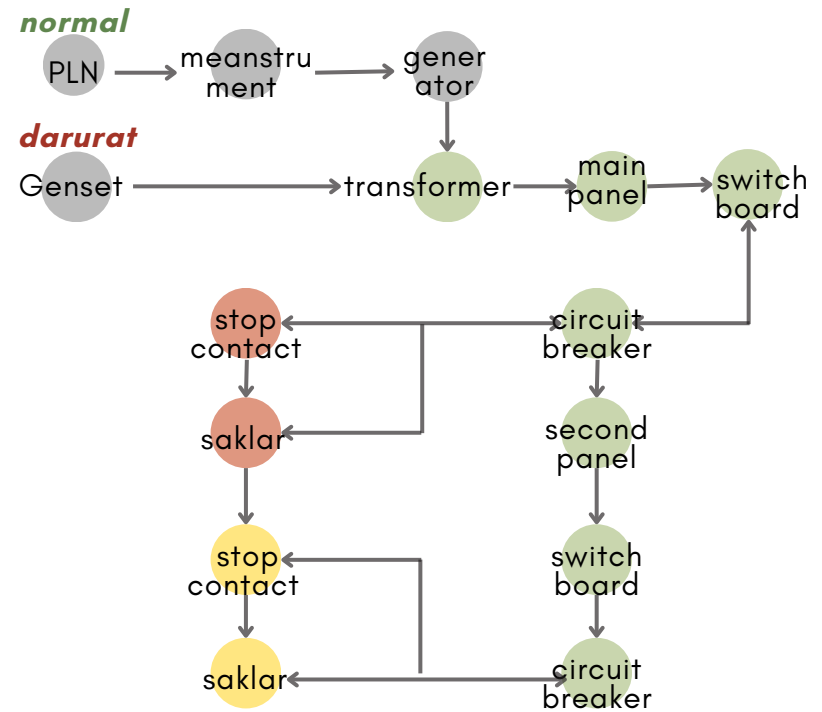 normal
PLN
meanstru
ment
gener
ator
darurat
Genset
transformer
main
panel
switch
board
stop
contact
circuit
breaker
saklar
second
panel
stop
contact
switch
board
saklar
circuit
breaker